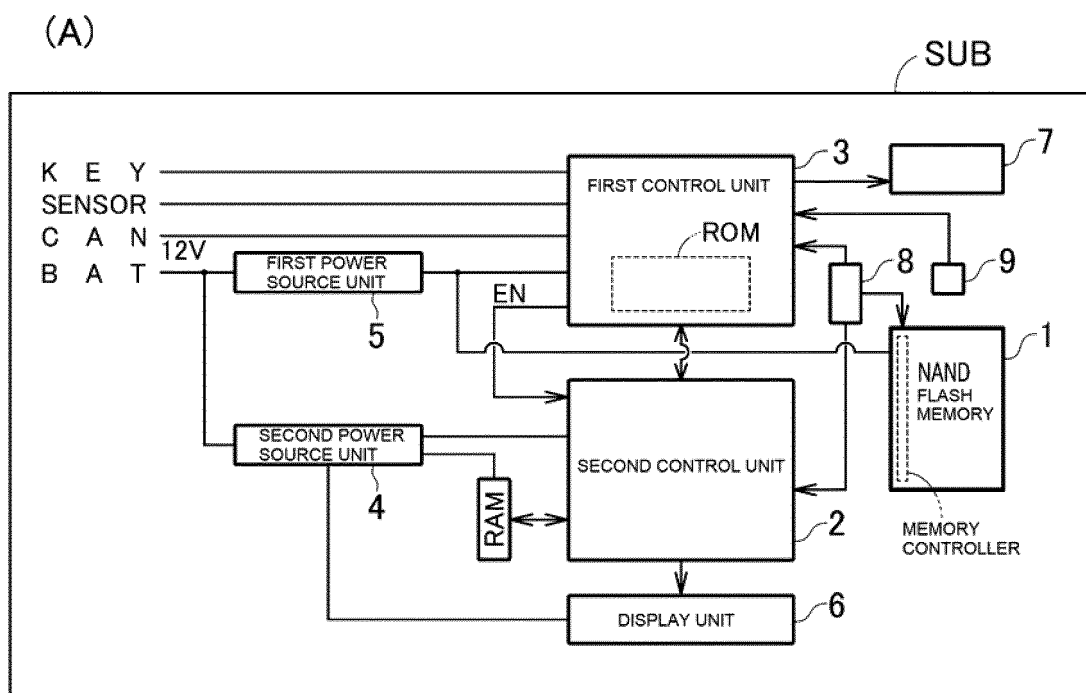 (A)
SUB
K E Y
SENSOR
C A N
12V
B A T
FIRST POWER
SOURCE UNIT
5
EN
FIRST CONTROL UNIT
ROM
3
7
8
9
1
NAND
FLASH
MEMORY
MEMORY
CONTROLLER
SECOND POWER
SOURCE UNIT
4
RAM
SECOND CONTROL UNIT
2
DISPLAY UNIT
6